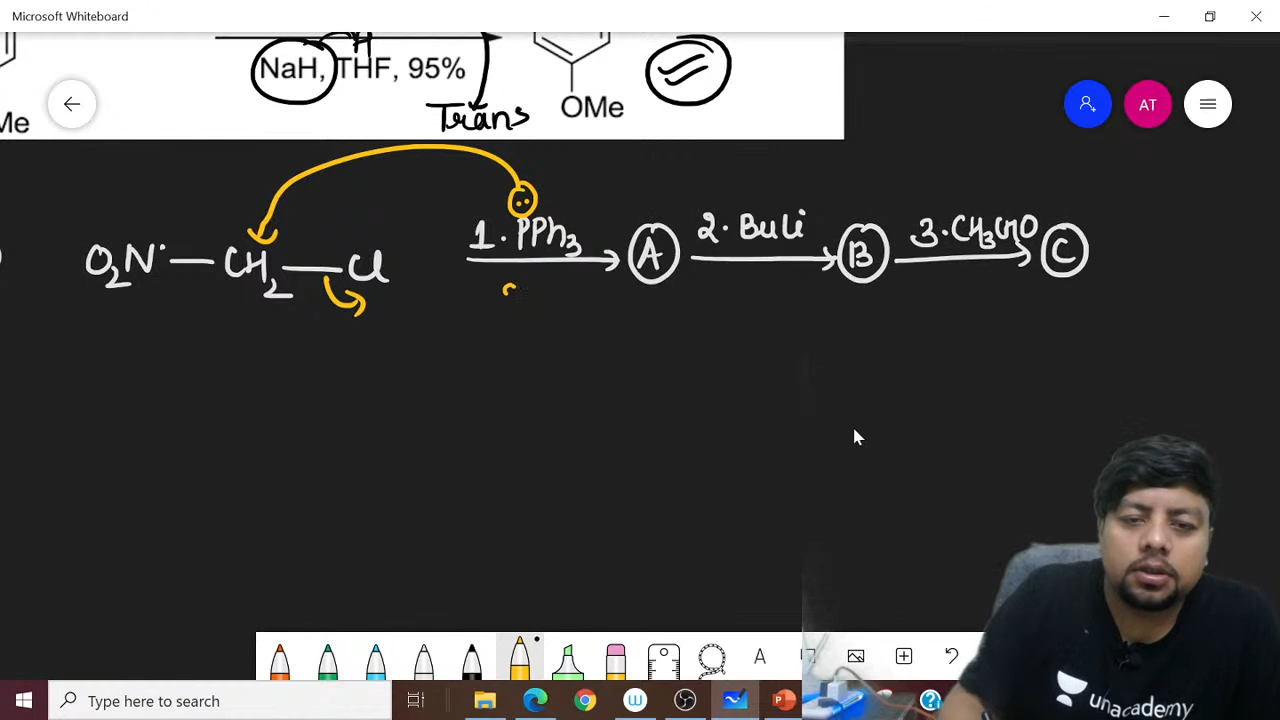 Microsoft Whiteboard
NaH, THF, 95%
H
Trans
OMe
Me
AT
O2N — CH2 — Cl
1. PPh3
A
2. BuLi
B
3. CH3CHO
C
A
Type here to search
W
P
?
unacademy